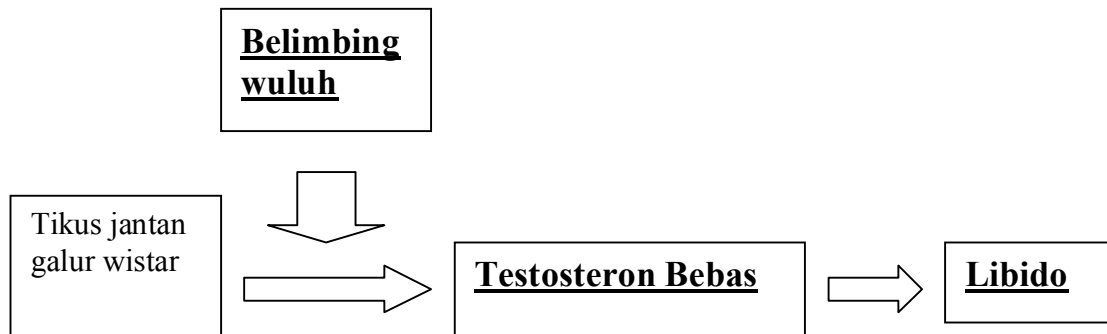 Belimbing
wuluh
Tikus jantan
galur wistar
Testosteron Bebas
Libido